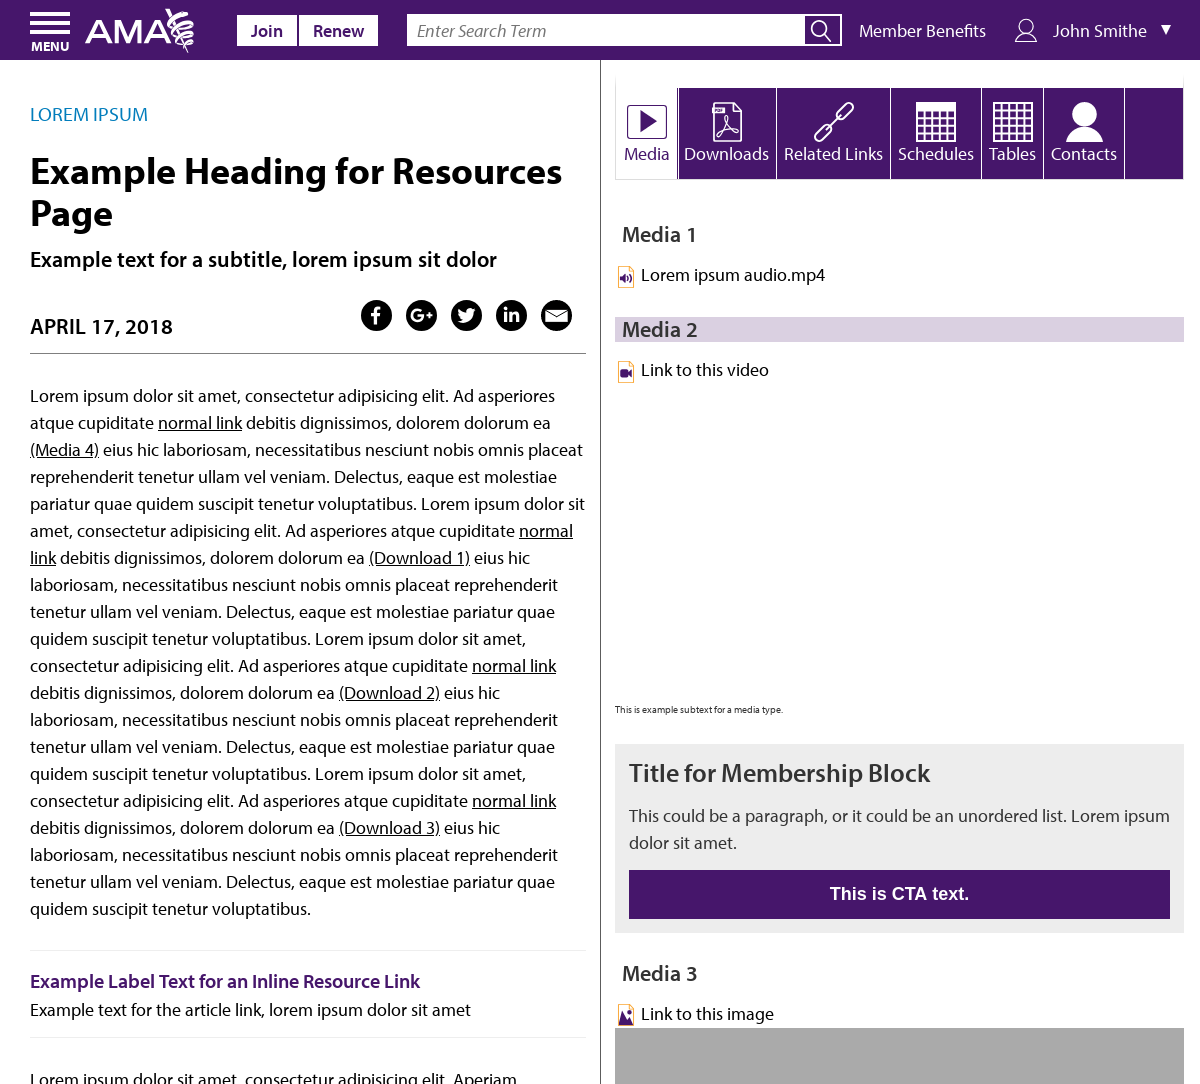 MENU
AMA
Join
Renew
Enter Search Term
Member Benefits
John Smithe ▼
LOREM IPSUM
Example Heading for Resources
Page
Example text for a subtitle, lorem ipsum sit dolor
APRIL 17, 2018
Lorem ipsum dolor sit amet, consectetur adipisicing elit. Ad asperiores
atque cupiditate normal link debitis dignissimos, dolorem dolorum ea
(Media 4) eius hic laboriosam, necessitatibus nesciunt nobis omnis placeat
reprehenderit tenetur ullam vel veniam. Delectus, eaque est molestiae
pariatur quae quidem suscipit tenetur voluptatibus. Lorem ipsum dolor sit
amet, consectetur adipisicing elit. Ad asperiores atque cupiditate normal
link debitis dignissimos, dolorem dolorum ea (Download 1) eius hic
laboriosam, necessitatibus nesciunt nobis omnis placeat reprehenderit
tenetur ullam vel veniam. Delectus, eaque est molestiae pariatur quae
quidem suscipit tenetur voluptatibus. Lorem ipsum dolor sit amet,
consectetur adipisicing elit. Ad asperiores atque cupiditate normal link
debitis dignissimos, dolorem dolorum ea (Download 2) eius hic
laboriosam, necessitatibus nesciunt nobis omnis placeat reprehenderit
tenetur ullam vel veniam. Delectus, eaque est molestiae pariatur quae
quidem suscipit tenetur voluptatibus. Lorem ipsum dolor sit amet,
consectetur adipisicing elit. Ad asperiores atque cupiditate normal link
debitis dignissimos, dolorem dolorum ea (Download 3) eius hic
laboriosam, necessitatibus nesciunt nobis omnis placeat reprehenderit
tenetur ullam vel veniam. Delectus, eaque est molestiae pariatur quae
quidem suscipit tenetur voluptatibus.
Example Label Text for an Inline Resource Link
Example text for the article link, lorem ipsum dolor sit amet
Lorem ipsum dolor sit amet, consectetur adipisicing elit. Aperiam
Media
PDF
Downloads
Related Links
Schedules
Tables
Contacts
Media 1
Lorem ipsum audio.mp4
Media 2
Link to this video
This is example subtext for a media type.
Title for Membership Block
This could be a paragraph, or it could be an unordered list. Lorem ipsum
dolor sit amet.
This is CTA text.
Media 3
Link to this image